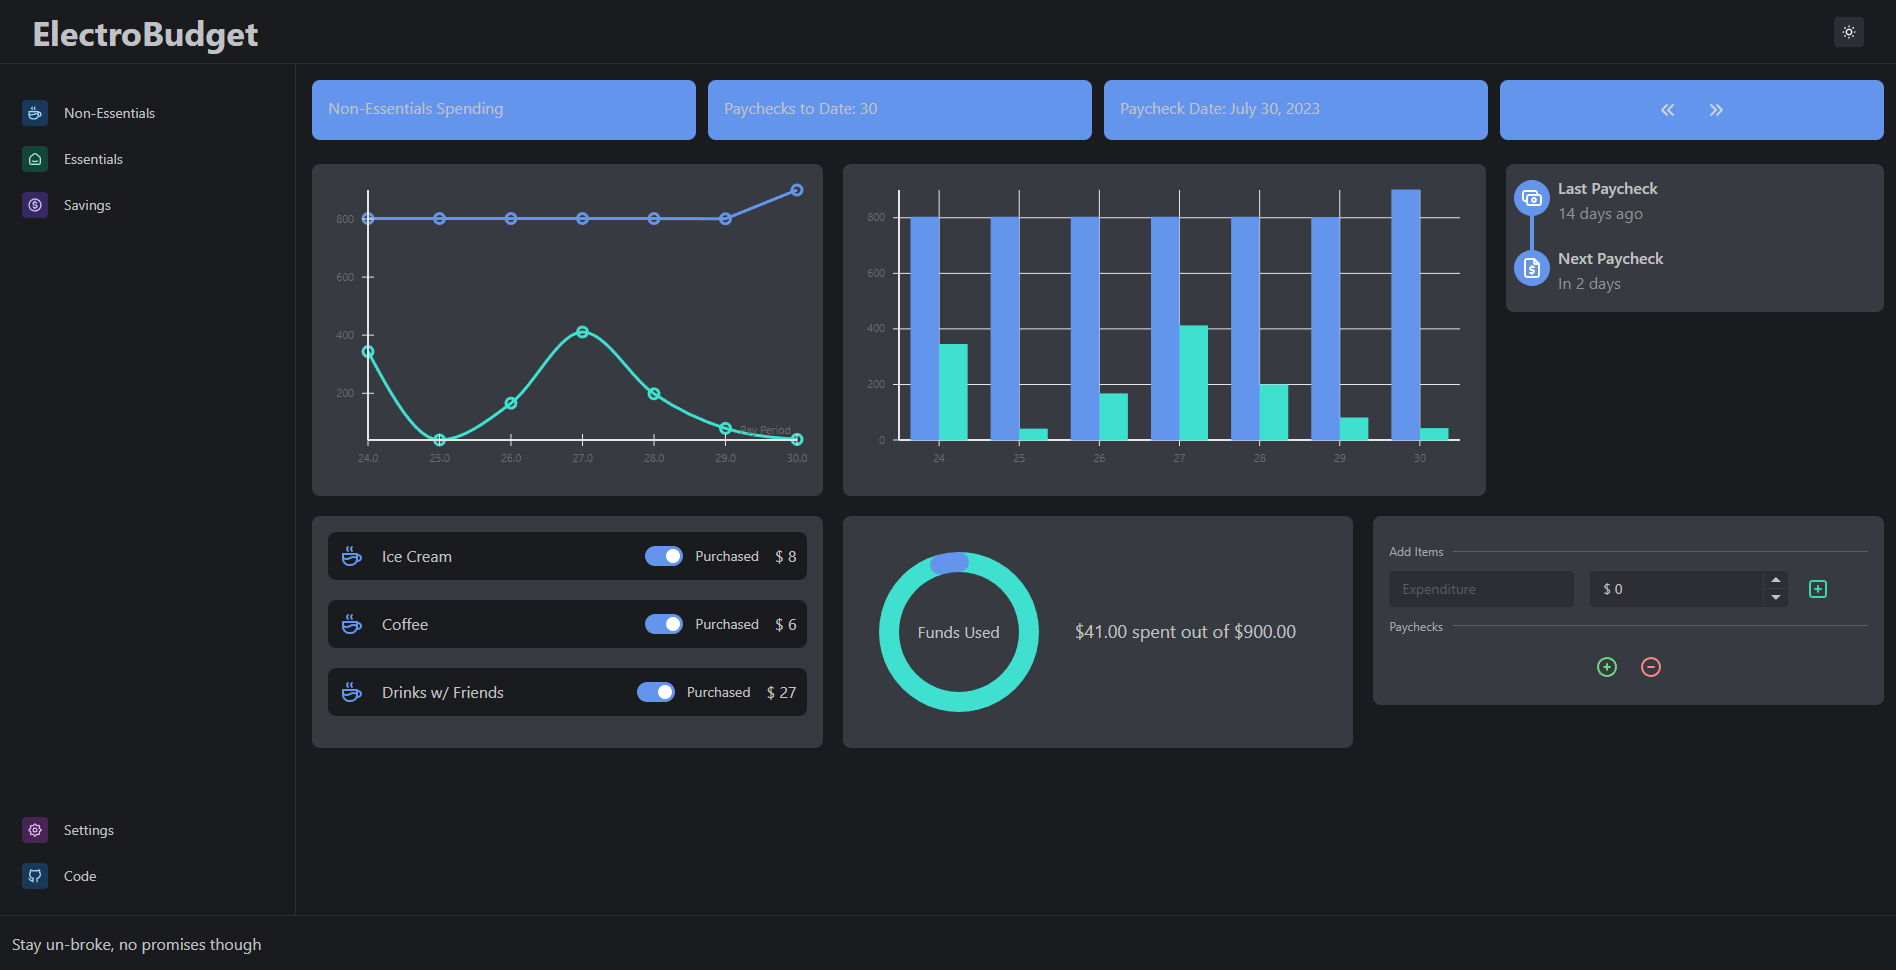 ElectroBudget
Non-Essentials
Essentials
Savings
Settings
Code
Non-Essentials Spending
Paychecks to Date: 30
Paycheck Date: July 30, 2023
800
600
400
200
Pay Period
24.0 25.0 26.0 27.0 28.0 29.0 30.0
800
600
400
200
0
24 25 26 27 28 29 30
Last Paycheck
14 days ago
Next Paycheck
In 2 days
Ice Cream Purchased $ 8
Coffee Purchased $ 6
Drinks w/ Friends Purchased $ 27
Funds Used
$41.00 spent out of $900.00
Add Items
Expenditure $ 0
Paychecks
Stay un-broke, no promises though